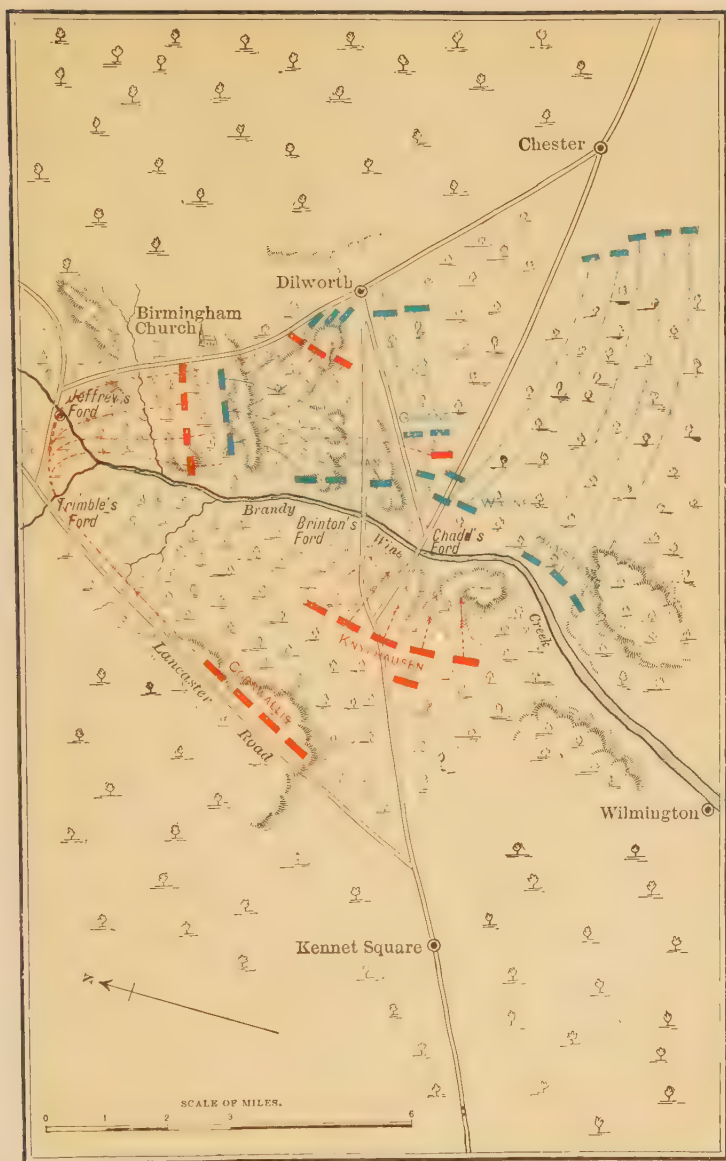 Chester
Dilworth
Birmingham
Church
Jeffrey's
Ford
Trimble's
Ford
Brandy
Wine
Creek
Brinton's
Ford
Chadd's
Ford
KNYPHAUSEN
CORNWALLIS
Lancaster
Road
Wilmington
Kennet Square
N
SCALE OF MILES.
0 1 2 3 6